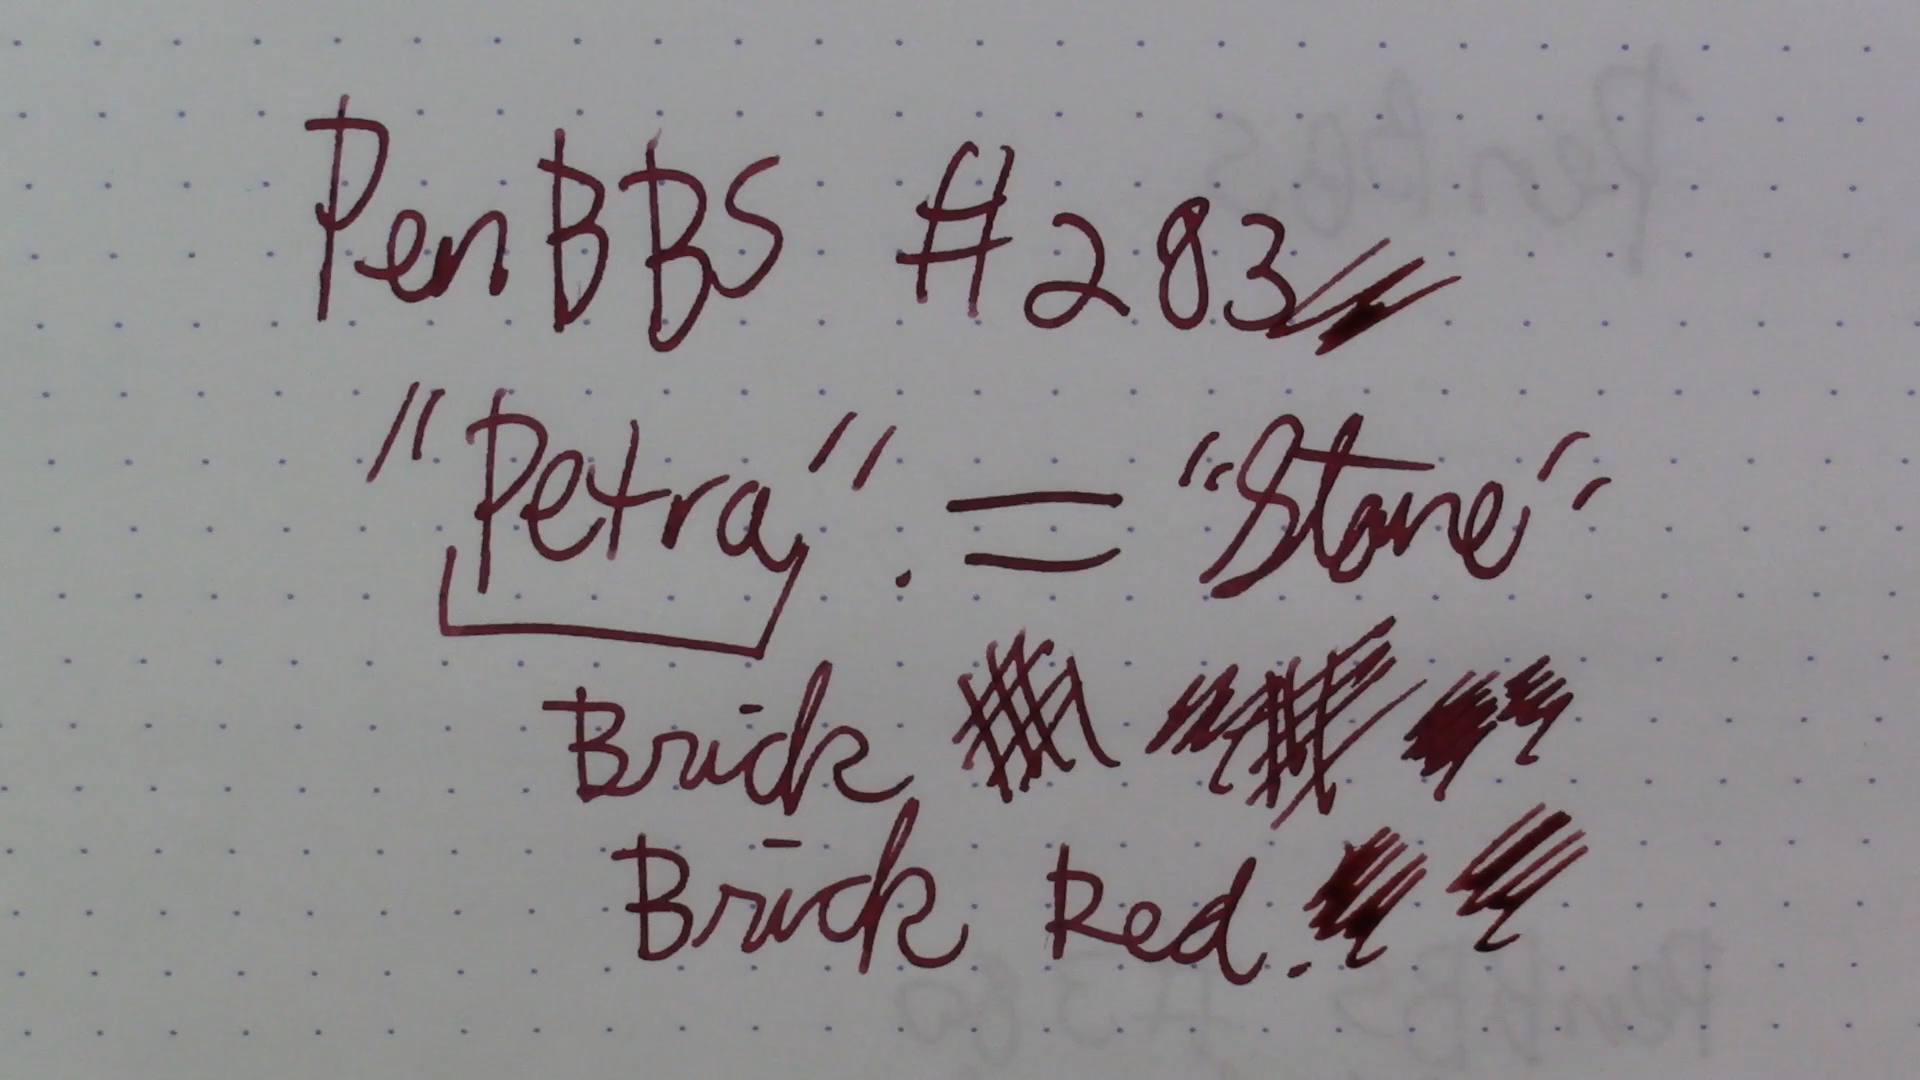 PenBBS #283
"Petra". = "Stone"
Brick
Brick Red.